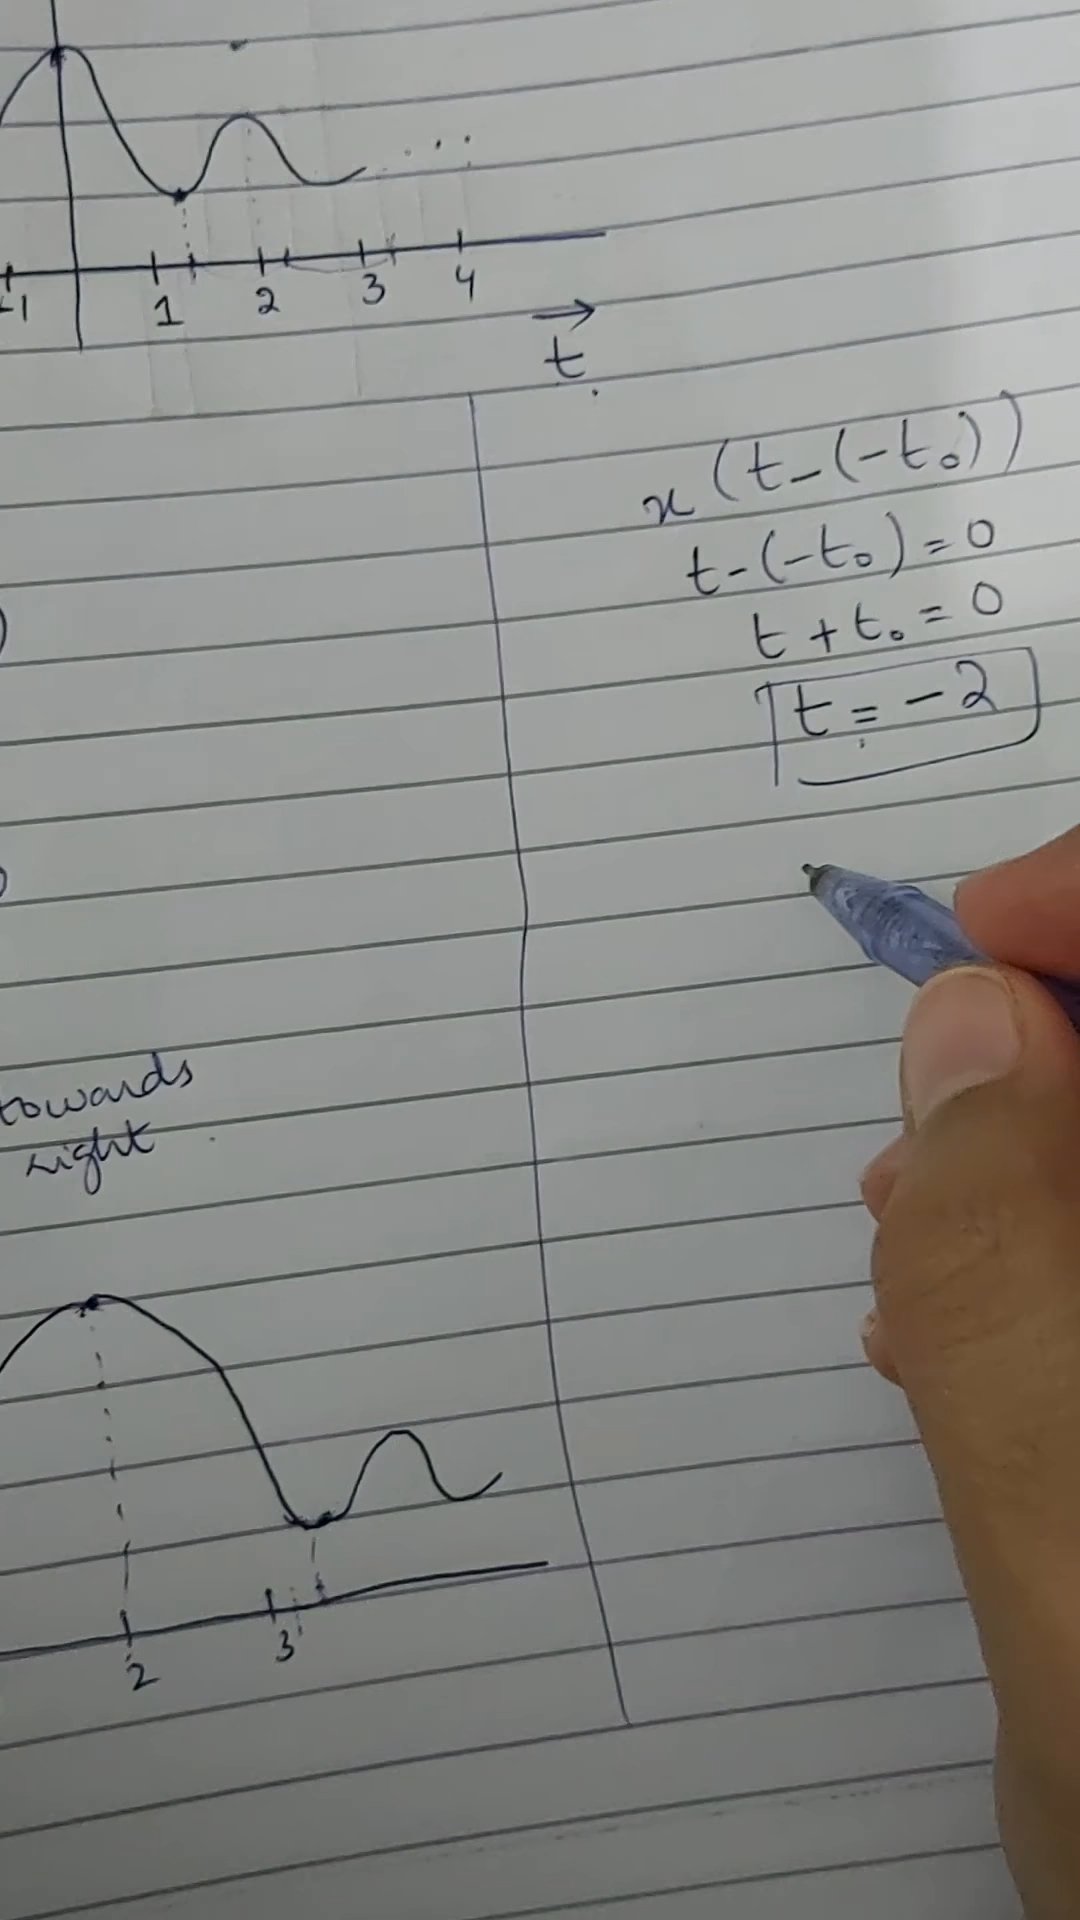 -1 1 2 3 4
t
x(t-(-t₀))
t-(-t₀)=0
t+t₀=0
t=-2
towards
right
2 3